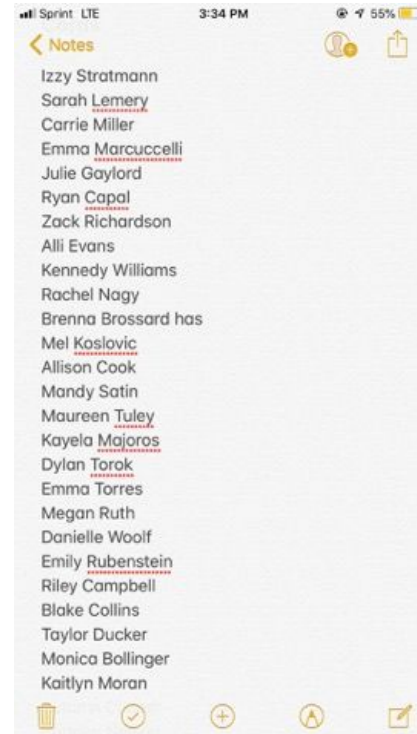 Sprint LTE 3:34 PM 55%
Notes
Izzy Stratmann
Sarah Lemery
Carrie Miller
Emma Marcuccelli
Julie Gaylord
Ryan Capal
Zack Richardson
Alli Evans
Kennedy Williams
Rachel Nagy
Brenna Brossard has
Mel Koslovic
Allison Cook
Mandy Satin
Maureen Tuley
Kayela Majoros
Dylan Torok
Emma Torres
Megan Ruth
Danielle Woolf
Emily Rubenstein
Riley Campbell
Blake Collins
Taylor Ducker
Monica Bollinger
Kaitlyn Moran